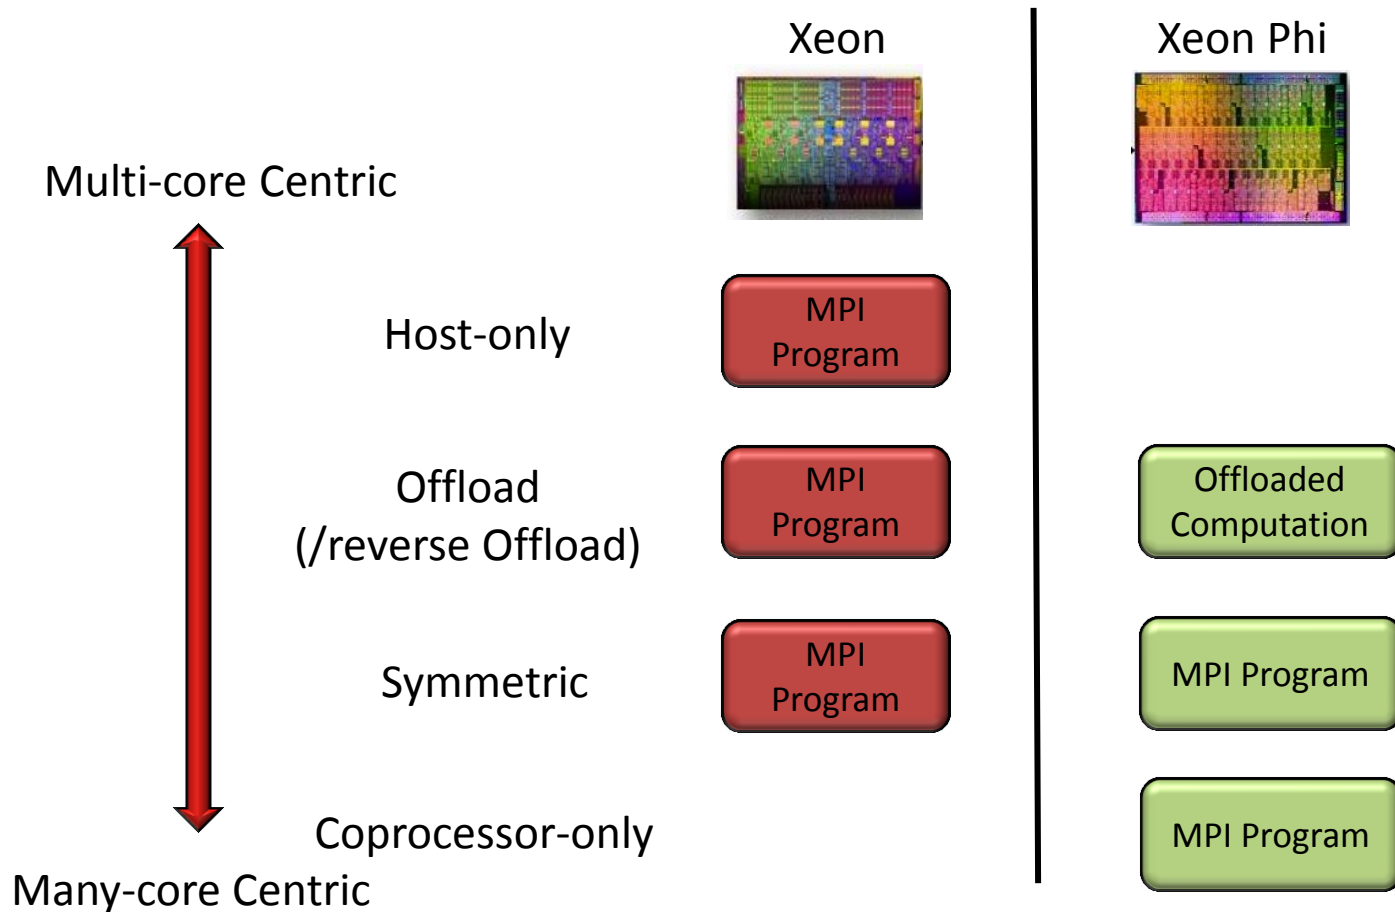 Xeon
Xeon Phi
Multi-core Centric
Host-only
MPI
Program
Offload
(/reverse Offload)
MPI
Program
Offloaded
Computation
Symmetric
MPI
Program
MPI Program
Coprocessor-only
MPI Program
Many-core Centric